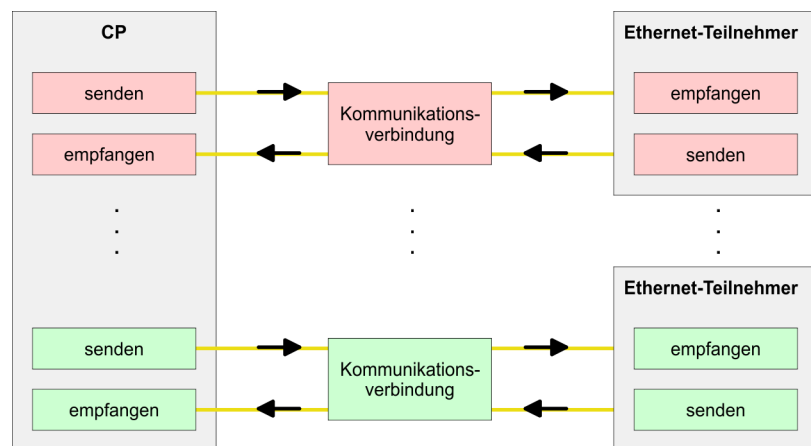 CP
Ethernet-Teilnehmer
senden
Kommunikations-
verbindung
empfangen
empfangen
senden
Ethernet-Teilnehmer
senden
Kommunikations-
verbindung
empfangen
empfangen
senden